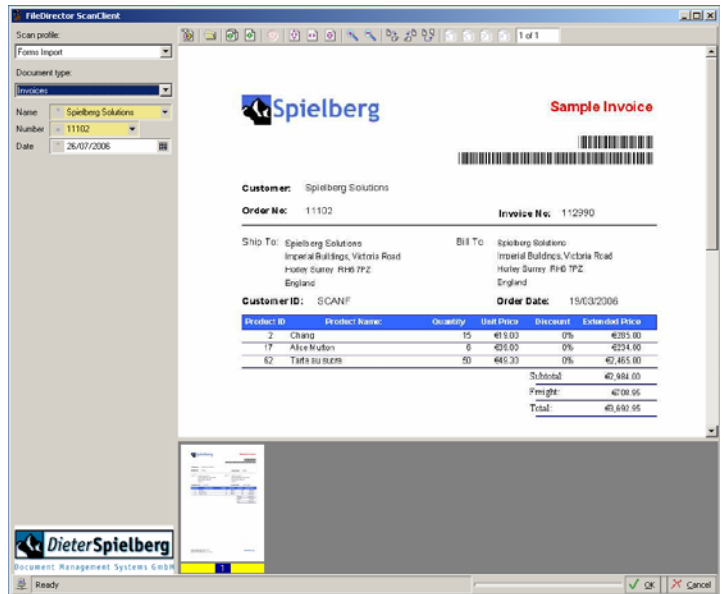 FileDirector ScanClient
Scan profile:
Forms Import
Document type:
Invoices
Name Spielberg Solutions
Number 11102
Date 26/07/2006
1 of 1
Spielberg
Sample Invoice
Customer: Spielberg Solutions
Order No: 11102 Invoice No: 112990
Ship To: Spielberg Solutions Bill To Spielberg Solutions
Imperial Buildings, Victoria Road Imperial Buildings, Victoria Road
Horley Surrey RH6 7PZ Horley Surrey RH6 7PZ
England England
Customer ID: SCANF Order Date: 19/03/2006
Product ID Product Name: Quantity Unit Price Discount Extended Price
2 Chang 15 €19.00 0% €285.00
17 Alice Mutton 6 €39.00 0% €234.00
62 Tarte au sucre 50 €49.30 0% €2,465.00
Subtotal €2,984.00
Freight: €708.95
Total: €3,692.95
DieterSpielberg
Document Management Systems GmbH
1
Ready OK Cancel